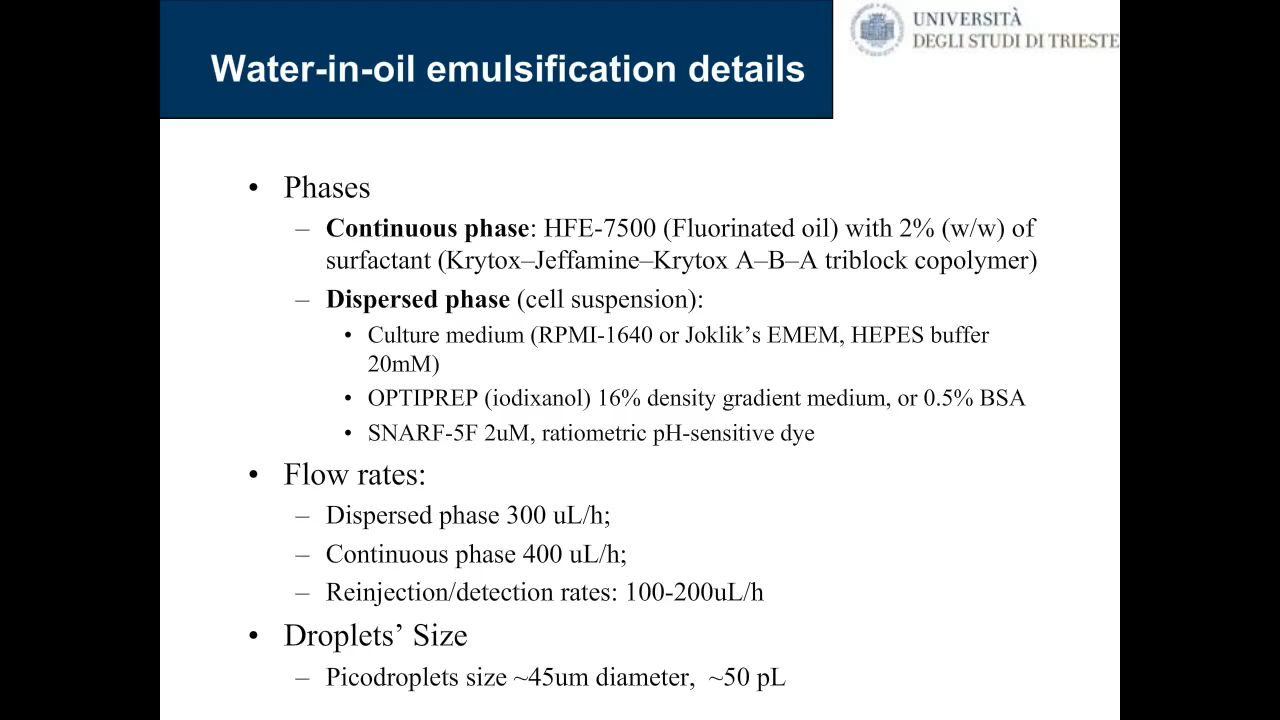 Water-in-oil emulsification details
UNIVERSITÀ
DEGLI STUDI DI TRIESTE
• Phases
– Continuous phase: HFE-7500 (Fluorinated oil) with 2% (w/w) of
surfactant (Krytox–Jeffamine–Krytox A–B–A triblock copolymer)
– Dispersed phase (cell suspension):
• Culture medium (RPMI-1640 or Joklik’s EMEM, HEPES buffer
20mM)
• OPTIPREP (iodixanol) 16% density gradient medium, or 0.5% BSA
• SNARF-5F 2uM, ratiometric pH-sensitive dye
• Flow rates:
– Dispersed phase 300 uL/h;
– Continuous phase 400 uL/h;
– Reinjection/detection rates: 100-200uL/h
• Droplets’ Size
– Picodroplets size ~45um diameter,  ~50 pL